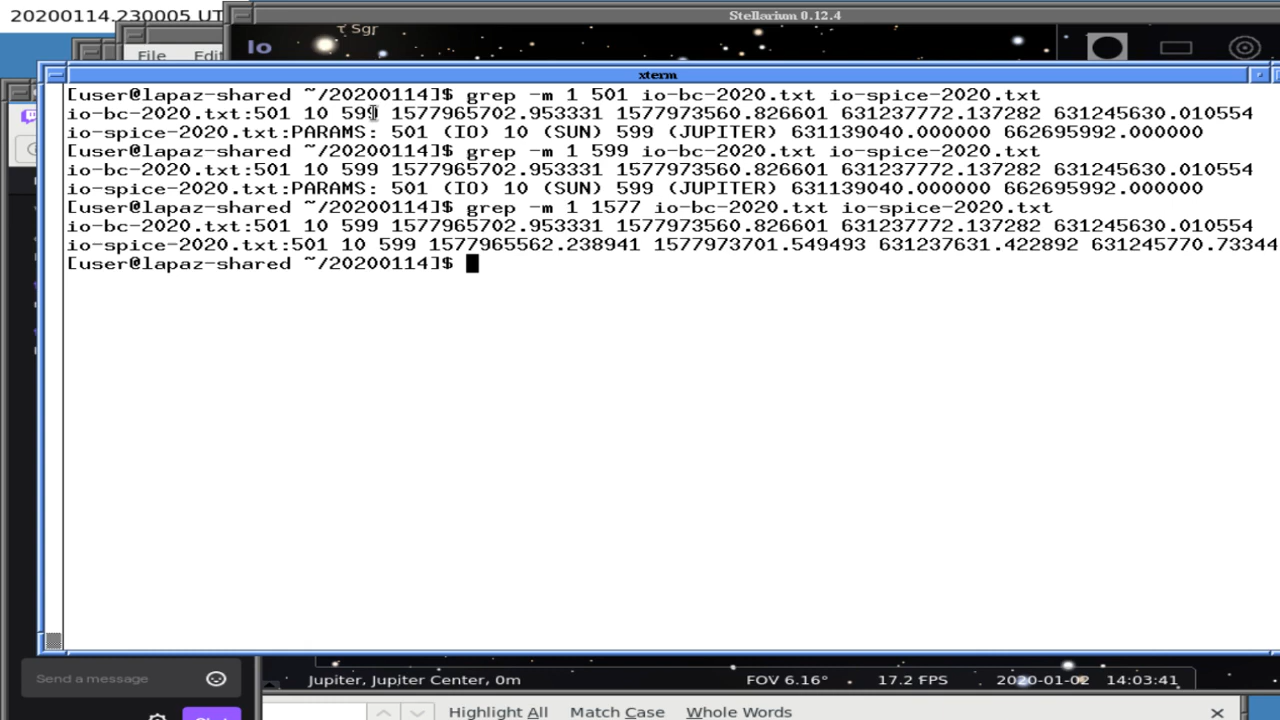 20200114.230005 UT
Stellarium 0.12.4
τ Sgr
Io
File Edit
xterm
[user@lapaz-shared ~/20200114]$ grep -m 1 501 io-bc-2020.txt io-spice-2020.txt
io-bc-2020.txt:501 10 599 1577965702.953331 1577973560.826601 631237772.137282 631245630.010554
io-spice-2020.txt:PARAMS: 501 (IO) 10 (SUN) 599 (JUPITER) 631139040.000000 662695992.000000
[user@lapaz-shared ~/20200114]$ grep -m 1 599 io-bc-2020.txt io-spice-2020.txt
io-bc-2020.txt:501 10 599 1577965702.953331 1577973560.826601 631237772.137282 631245630.010554
io-spice-2020.txt:PARAMS: 501 (IO) 10 (SUN) 599 (JUPITER) 631139040.000000 662695992.000000
[user@lapaz-shared ~/20200114]$ grep -m 1 1577 io-bc-2020.txt io-spice-2020.txt
io-bc-2020.txt:501 10 599 1577965702.953331 1577973560.826601 631237772.137282 631245630.010554
io-spice-2020.txt:501 10 599 1577965562.238941 1577973701.549493 631237631.422892 631245770.73344
[user@lapaz-shared ~/20200114]$
Send a message
Jupiter, Jupiter Center, 0m FOV 6.16° 17.2 FPS 2020-01-02 14:03:41
Highlight All Match Case Whole Words